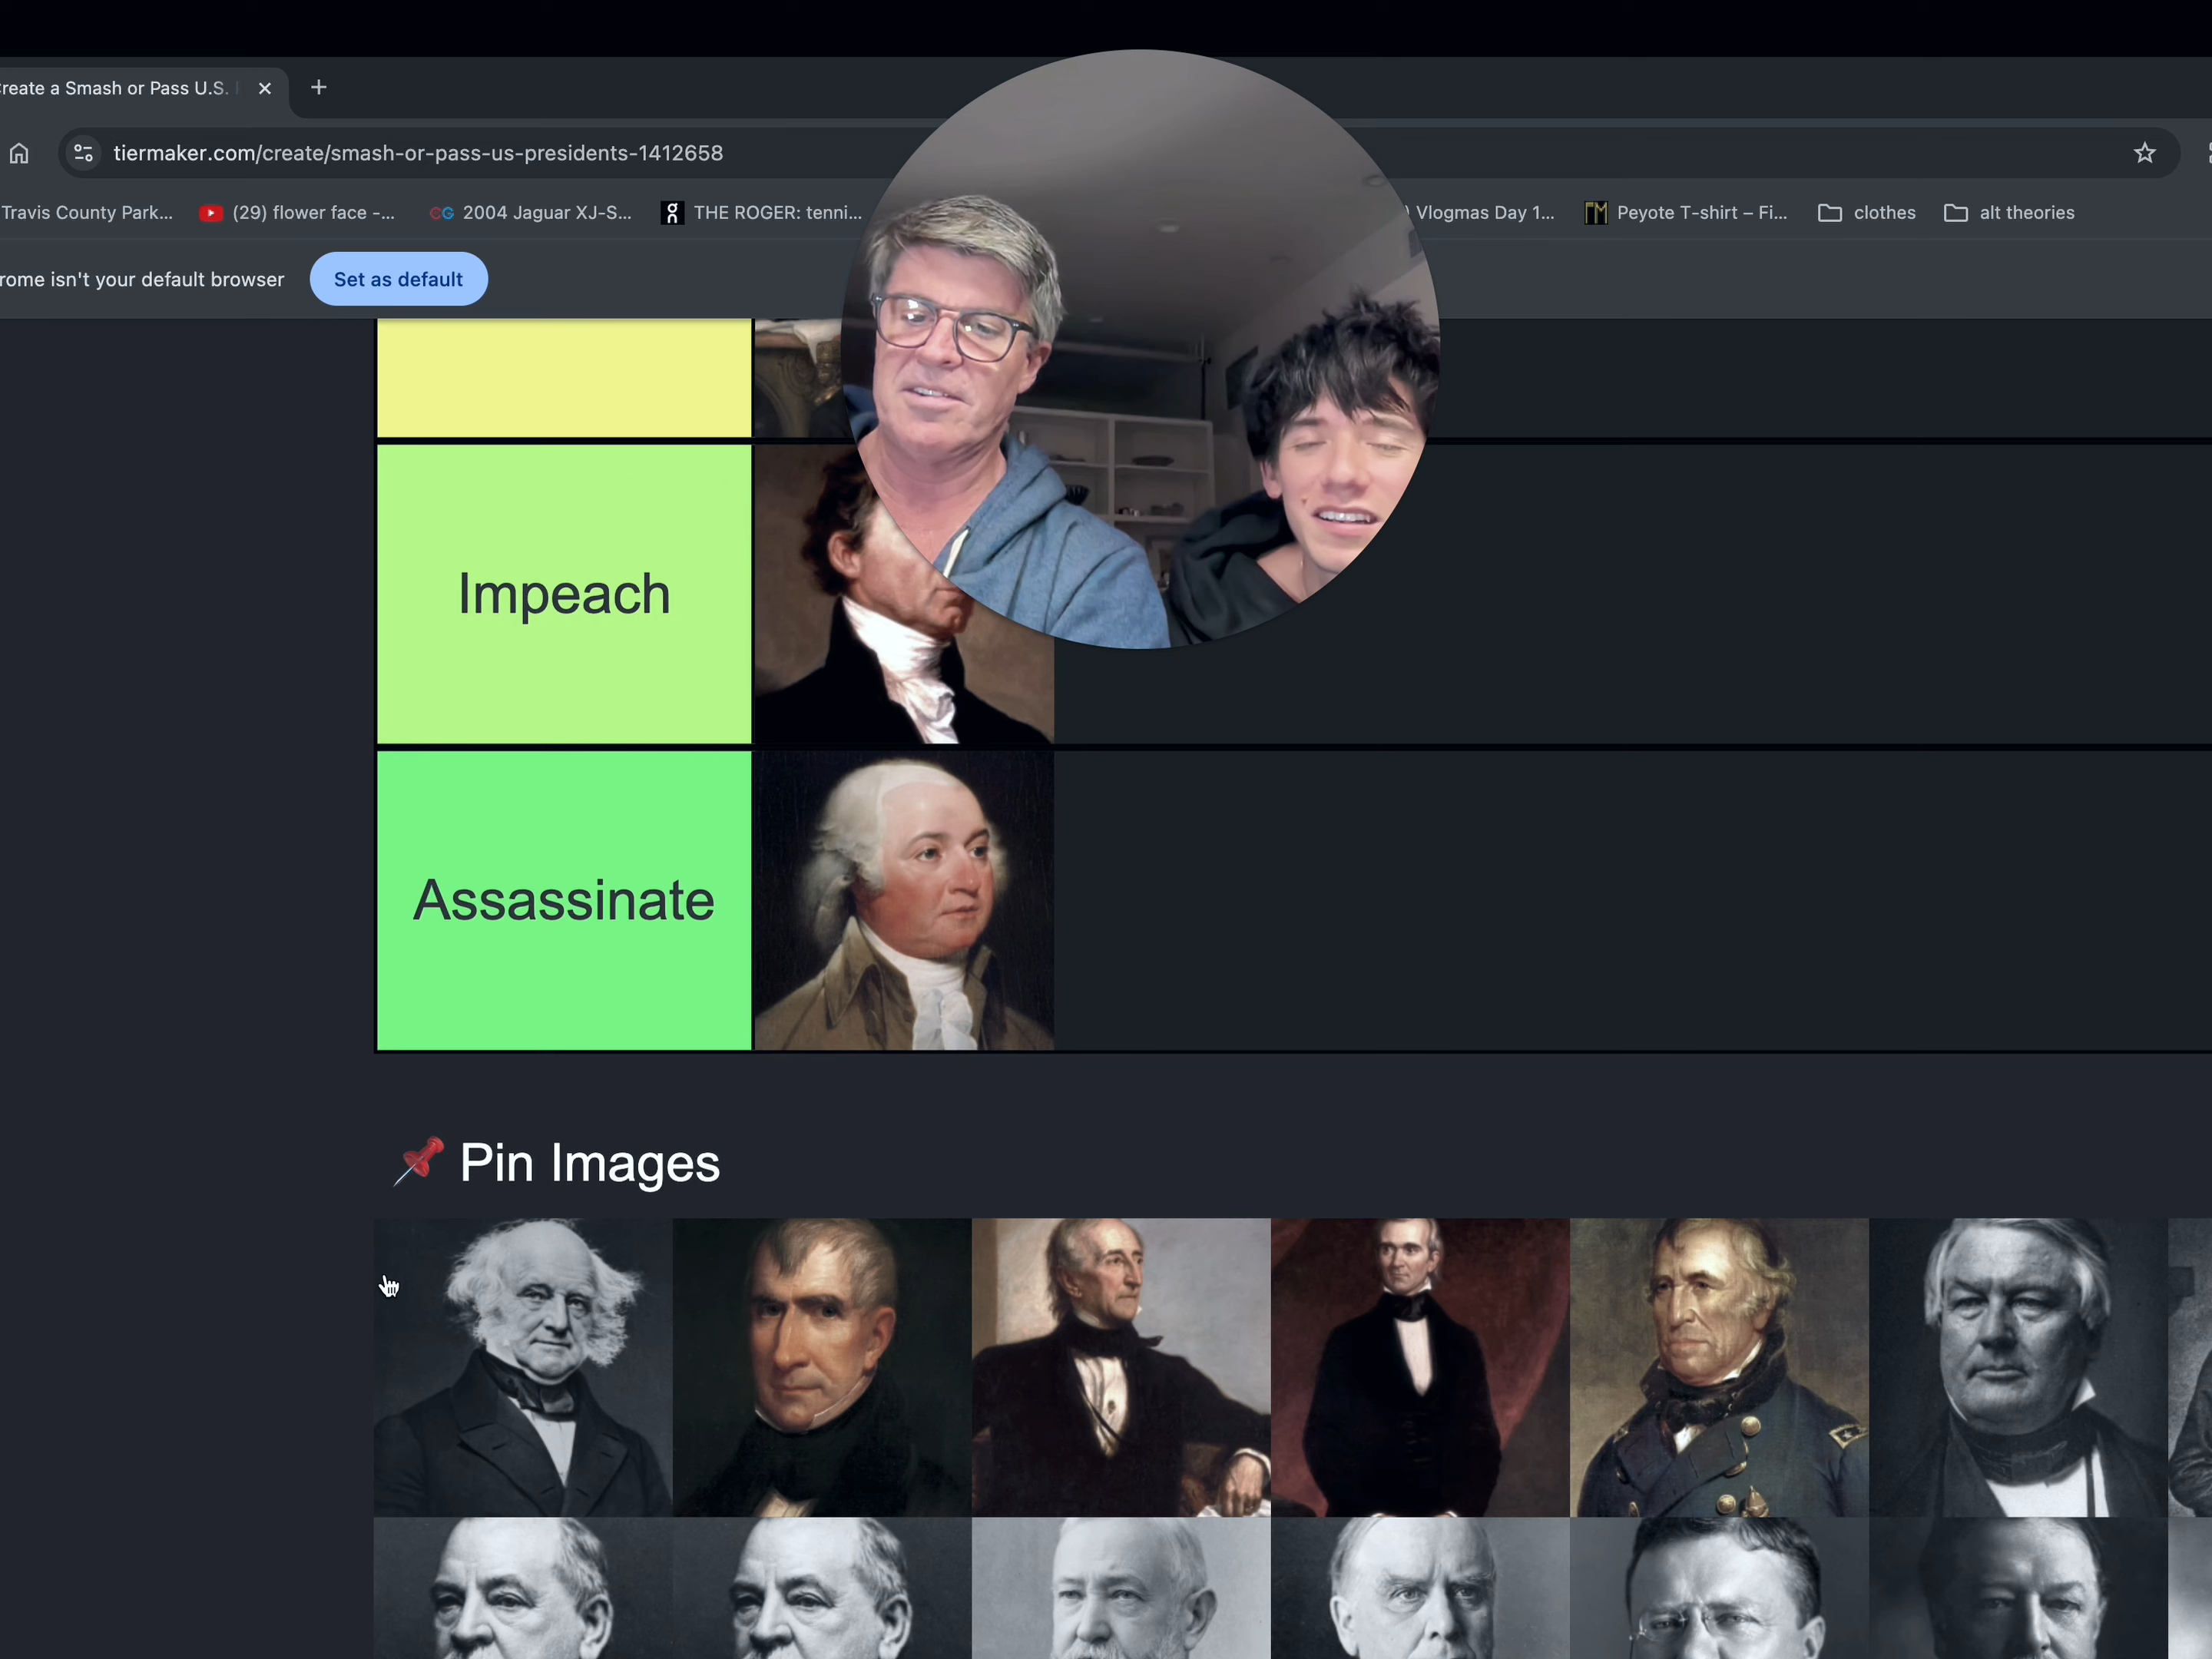 reate a Smash or Pass U.S.
tiermaker.com/create/smash-or-pass-us-presidents-1412658
Travis County Park... (29) flower face -... CG 2004 Jaguar XJ-S... THE ROGER: tenni... Vlogmas Day 1... Peyote T-shirt – Fi... clothes alt theories
rome isn't your default browser Set as default
Impeach
Assassinate
Pin Images